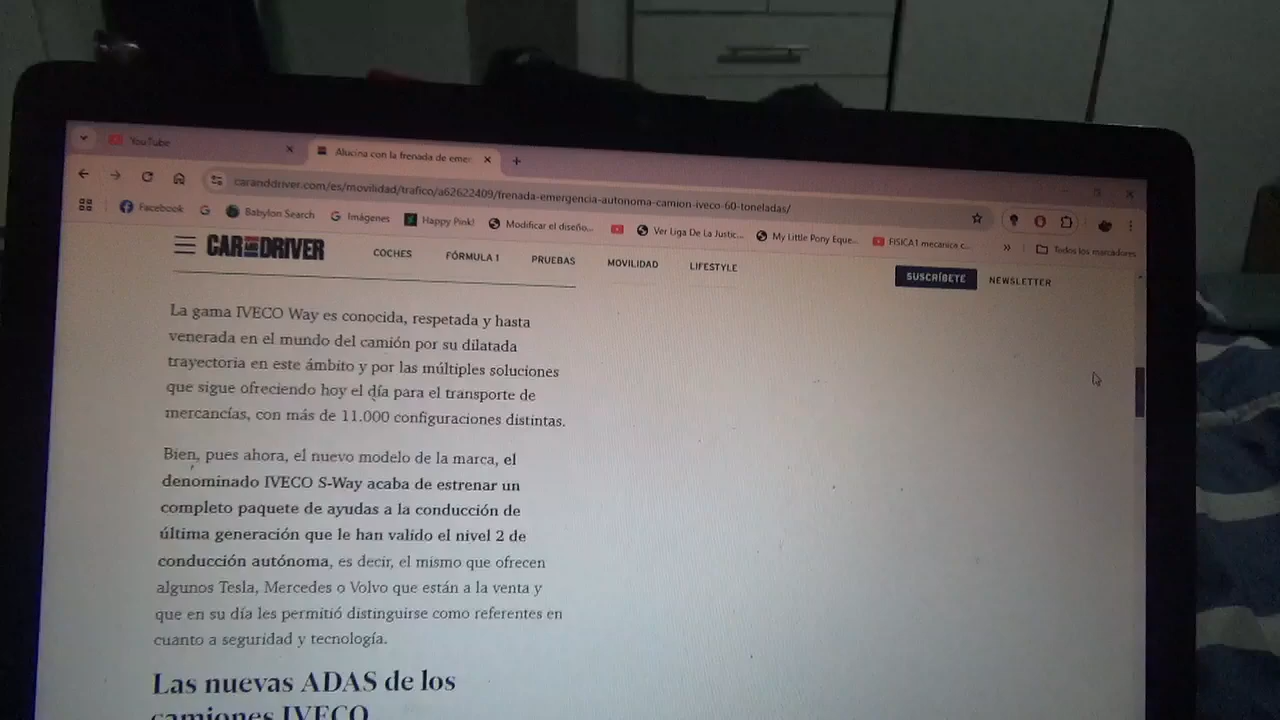 YouTube
Alucina con la frenada de eme
caranddriver.com/es/movilidad/trafico/a62622409/frenada-emergencia-autonoma-camion-iveco-60-toneladas/
Facebook
Babylon Search
Imágenes
Happy Pink!
Modificar el diseño...
Ver Liga De La Justic...
My Little Pony Eque...
FISICA1 mecanica c...
Todos los marcadores
CAR AND DRIVER
COCHES
FÓRMULA 1
PRUEBAS
MOVILIDAD
LIFESTYLE
SUSCRÍBETE
NEWSLETTER
La gama IVECO Way es conocida, respetada y hasta
venerada en el mundo del camión por su dilatada
trayectoria en este ámbito y por las múltiples soluciones
que sigue ofreciendo hoy el día para el transporte de
mercancías, con más de 11.000 configuraciones distintas.
Bien, pues ahora, el nuevo modelo de la marca, el
denominado IVECO S-Way acaba de estrenar un
completo paquete de ayudas a la conducción de
última generación que le han valido el nivel 2 de
conducción autónoma, es decir, el mismo que ofrecen
algunos Tesla, Mercedes o Volvo que están a la venta y
que en su día les permitió distinguirse como referentes en
cuanto a seguridad y tecnología.
Las nuevas ADAS de los
camiones IVECO